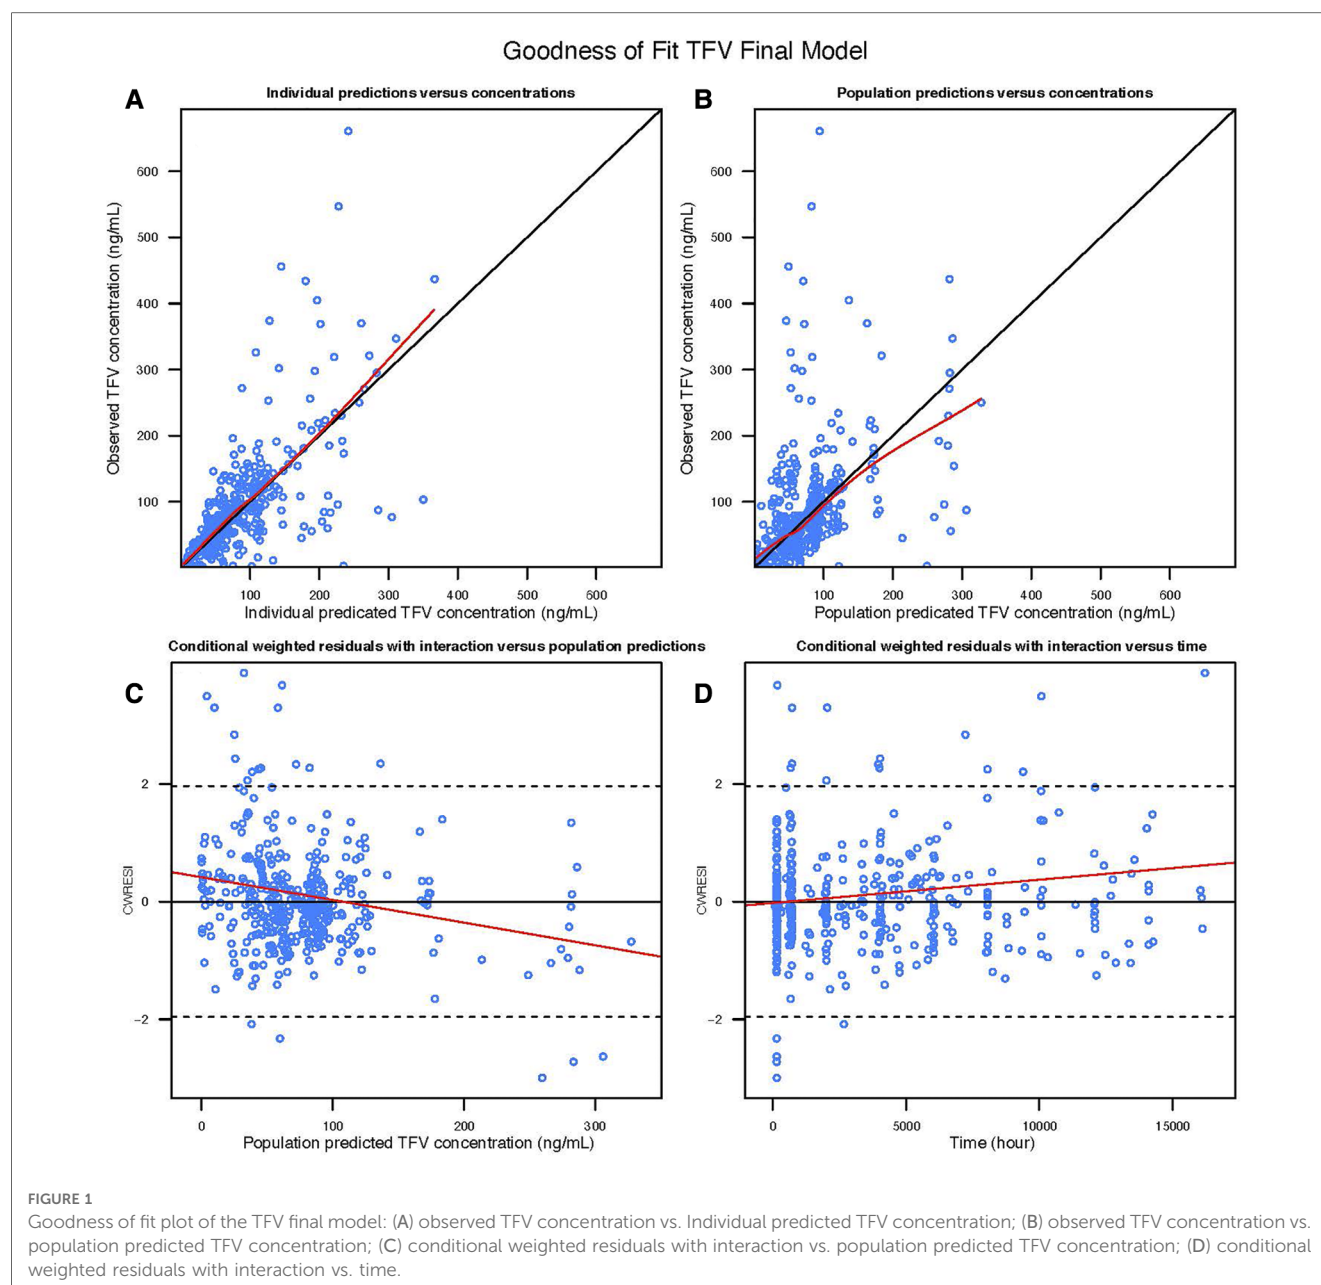 Goodness of Fit TFV Final Model
A
Individual predictions versus concentrations
Observed TFV concentration (ng/mL)
600
500
400
300
200
100
100 200 300 400 500 600
Individual predicated TFV concentration (ng/mL)
B
Population predictions versus concentrations
Observed TFV concentration (ng/mL)
600
500
400
300
200
100
100 200 300 400 500 600
Population predicated TFV concentration (ng/mL)
C
Conditional weighted residuals with interaction versus population predictions
CWRESI
2
0
−2
0 100 200 300
Population predicted TFV concentration (ng/mL)
D
Conditional weighted residuals with interaction versus time
CWRESI
2
0
−2
0 5000 10000 15000
Time (hour)
FIGURE 1
Goodness of fit plot of the TFV final model: (A) observed TFV concentration vs. Individual predicted TFV concentration; (B) observed TFV concentration vs.
population predicted TFV concentration; (C) conditional weighted residuals with interaction vs. population predicted TFV concentration; (D) conditional
weighted residuals with interaction vs. time.